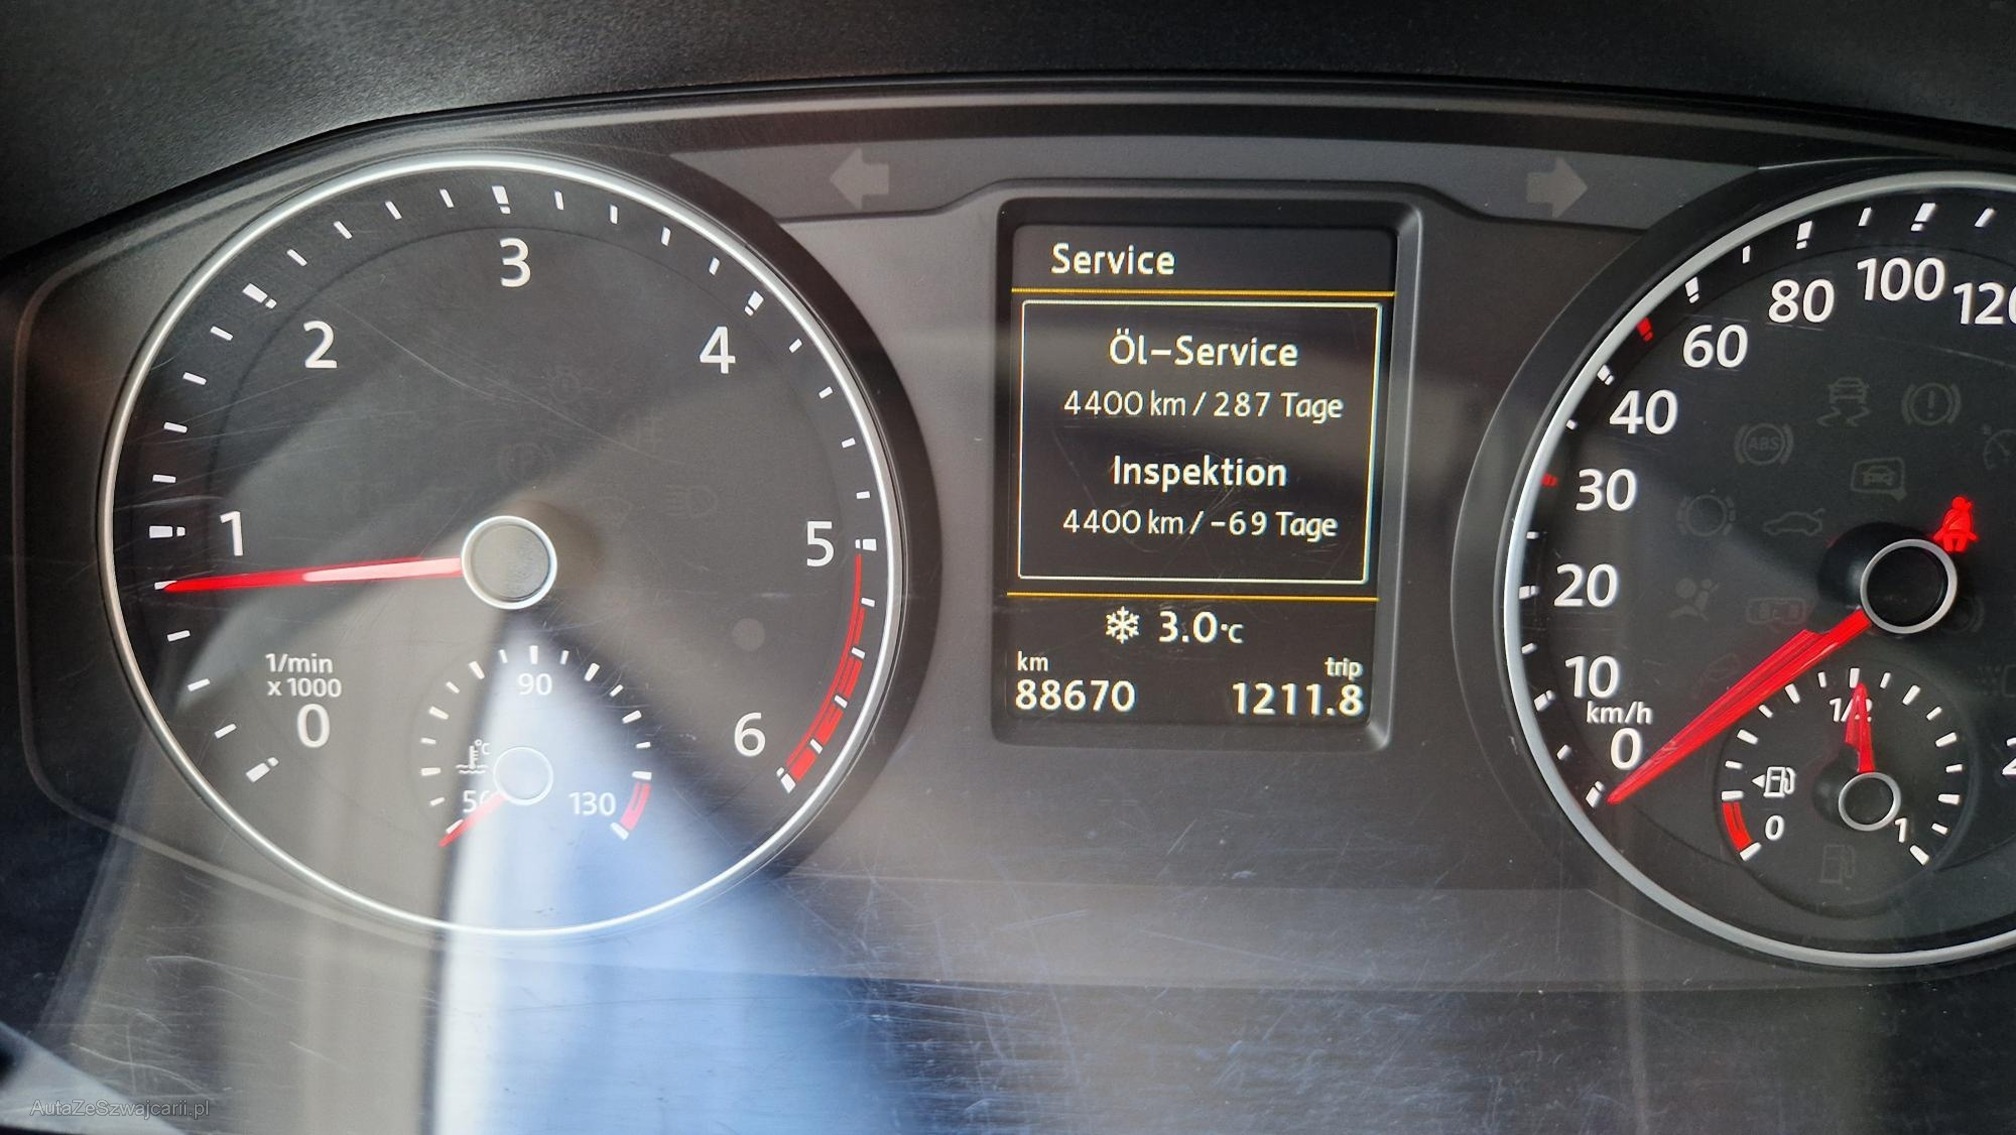 Service
Öl-Service
4400 km / 287 Tage
Inspektion
4400 km / -69 Tage
3.0°C
km trip
88670 1211.8
0
1
2
3
4
5
6
1/min
x 1000
50
90
130
°C
0
10
20
30
40
60
80
100
120
km/h
0
1/2
1
ABS
AutaZeSzwajcarii.pl